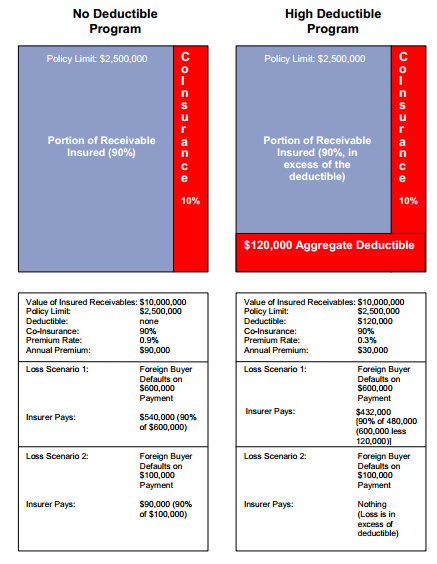 No Deductible
Program
Policy Limit: $2,500,000
Portion of Receivable
Insured (90%)
Coinsurance
10%
Value of Insured Receivables: $10,000,000
Policy Limit: $2,500,000
Deductible: none
Co-Insurance: 90%
Premium Rate: 0.9%
Annual Premium: $90,000
Loss Scenario 1: Foreign Buyer
Defaults on
$600,000
Payment
Insurer Pays: $540,000 (90%
of $600,000)
Loss Scenario 2: Foreign Buyer
Defaults on
$100,000
Payment
Insurer Pays: $90,000 (90%
of $100,000)
High Deductible
Program
Policy Limit: $2,500,000
Portion of Receivable
Insured (90%, in
excess of the
deductible)
Coinsurance
10%
$120,000 Aggregate Deductible
Value of Insured Receivables: $10,000,000
Policy Limit: $2,500,000
Deductible: $120,000
Co-Insurance: 90%
Premium Rate: 0.3%
Annual Premium: $30,000
Loss Scenario 1: Foreign Buyer
Defaults on
$600,000
Payment
Insurer Pays: $432,000
[90% of 480,000
(600,000 less
120,000)]
Loss Scenario 2: Foreign Buyer
Defaults on
$100,000
Payment
Insurer Pays: Nothing
(Loss is in
excess of
deductible)